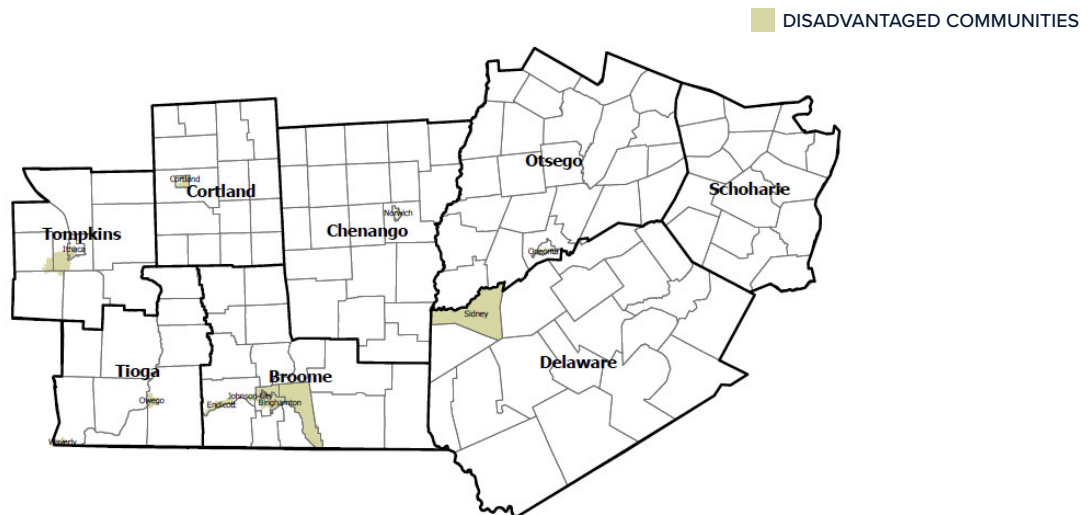 DISADVANTAGED COMMUNITIES
Otsego
Cortland
Cortland
Schoharie
Norwich
Chenango
Tompkins
Ithaca
Oneonta
Sidney
Delaware
Tioga
Broome
Johnson City
Owego
Endicott
Binghamton
Waverly